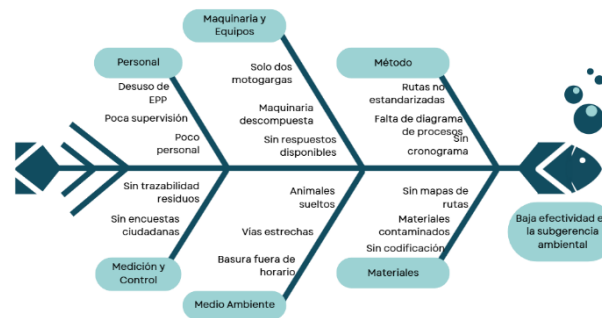 Maquinaria y
Equipos
Personal
Método
Desuso de
EPP
Poca supervisión
Poco
personal
Solo dos
motogargas
Maquinaria
descompuesta
Sin respuestos
disponibles
Rutas no
estandarizadas
Falta de diagrama
de procesos
Sin
cronograma
Sin trazabilidad
residuos
Sin encuestas
ciudadanas
Animales
sueltos
Vias estrechas
Basura fuera de
horario
Sin mapas de
rutas
Materiales
contaminados
Sin codificación
Baja efectividad e
la subgerencia
ambiental
Medición y
Control
Medio Ambiente
Materiales